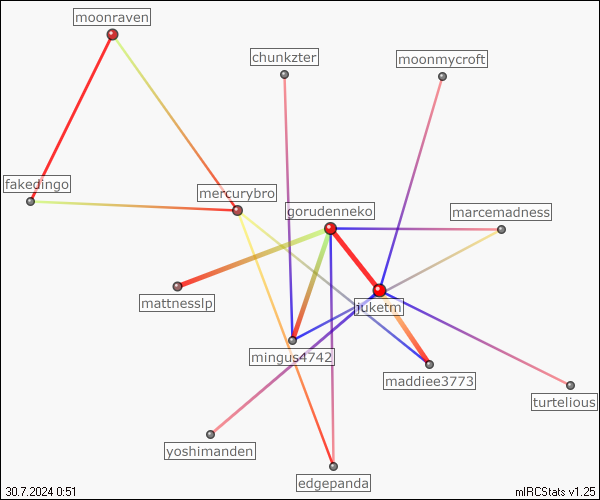 moonraven
chunkzter
moonmycroft
fakedingo
mercurybro
gorudenneko
marcemadness
mattnesslp
juketm
mingus4742
maddiee3773
turtelious
yoshimanden
edgepanda
30.7.2024 0:51
mIRCStats v1.25